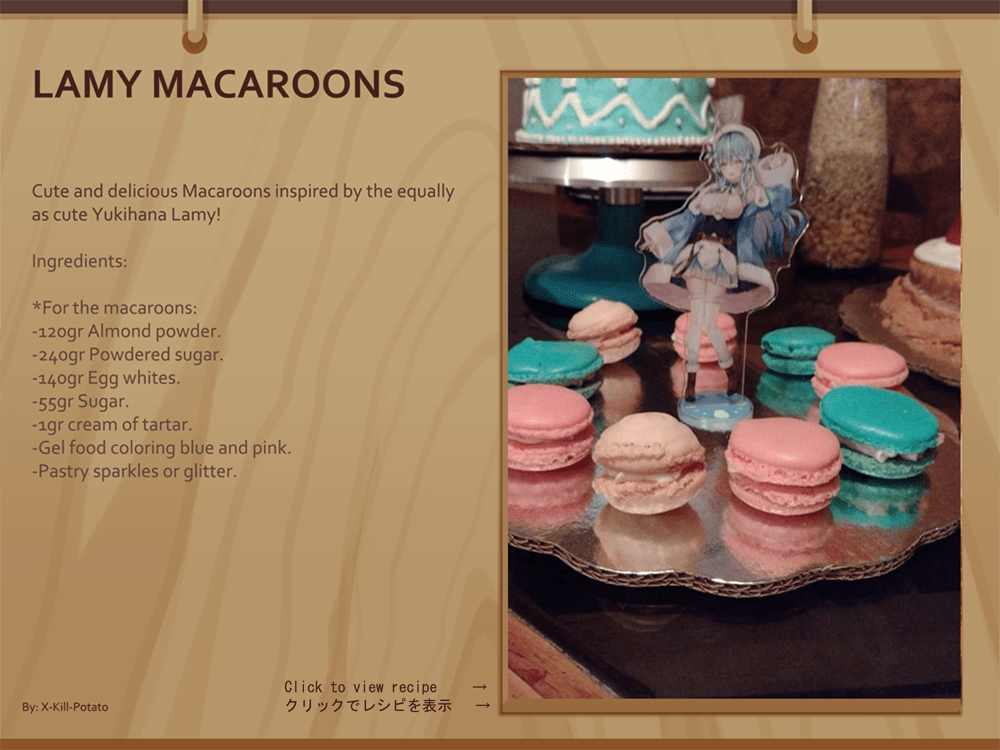 LAMY MACAROONS
Cute and delicious Macaroons inspired by the equally
as cute Yukihana Lamy!
Ingredients:
*For the macaroons:
-120gr Almond powder.
-240gr Powdered sugar.
-140gr Egg whites.
-55gr Sugar.
-1gr cream of tartar.
-Gel food coloring blue and pink.
-Pastry sparkles or glitter.
Click to view recipe →
クリックでレシピを表示 →
By: X-Kill-Potato